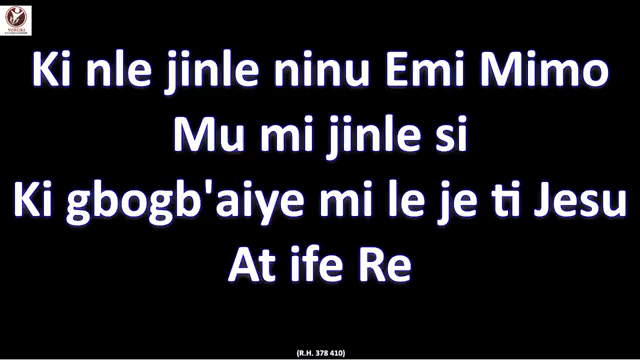 Ki nle jinle ninu Emi Mimo
Mu mi jinle si
Ki gbogb'aiye mi le je ti Jesu
At ife Re
(R.H. 378 410)